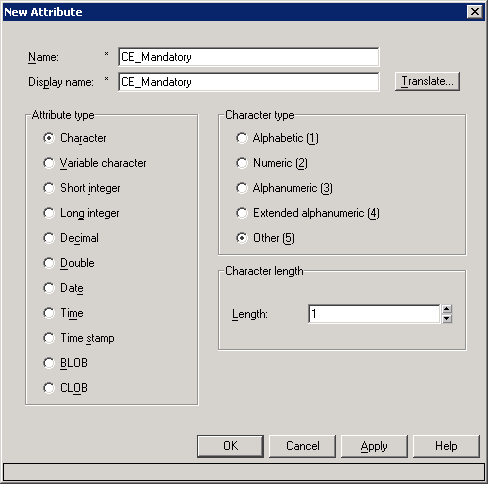 New Attribute
Name: * CE_Mandatory
Display name: * CE_Mandatory Translate...
Attribute type
Character
Variable character
Short integer
Long integer
Decimal
Double
Date
Time
Time stamp
BLOB
CLOB
Character type
Alphabetic (1)
Numeric (2)
Alphanumeric (3)
Extended alphanumeric (4)
Other (5)
Character length
Length: 1
OK Cancel Apply Help